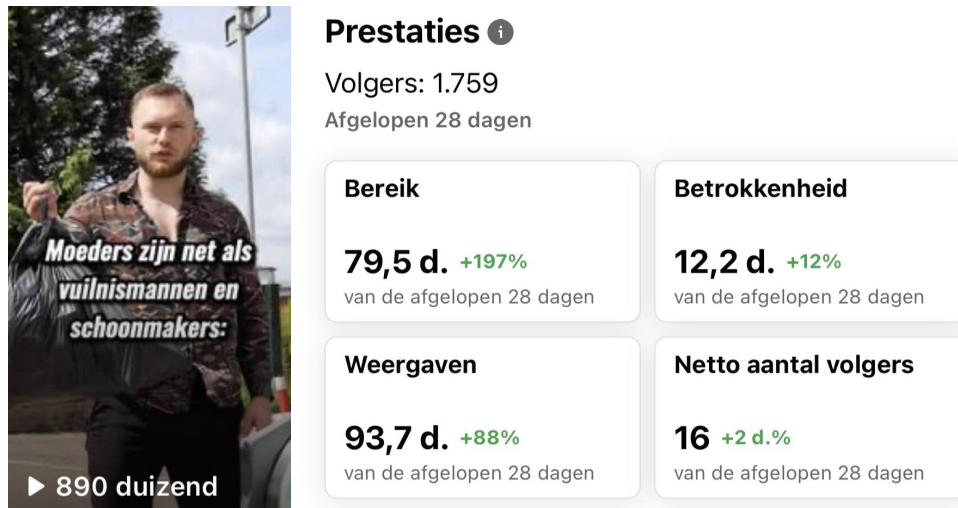 Moeders zijn net als
vuilnismannen en
schoonmakers:
890 duizend
Prestaties
Volgers: 1.759
Afgelopen 28 dagen
Bereik
79,5 d. +197%
van de afgelopen 28 dagen
Betrokkenheid
12,2 d. +12%
van de afgelopen 28 dagen
Weergaven
93,7 d. +88%
van de afgelopen 28 dagen
Netto aantal volgers
16 +2 d.%
van de afgelopen 28 dagen